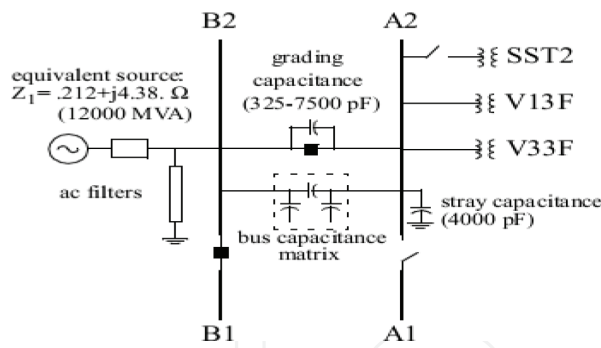 B2
A2
grading
capacitance
(325-7500 pF)
equivalent source:
Z1= .212+j4.38. Ω
(12000 MVA)
SST2
V13F
V33F
ac filters
stray capacitance
(4000 pF)
bus capacitance
matrix
B1
A1